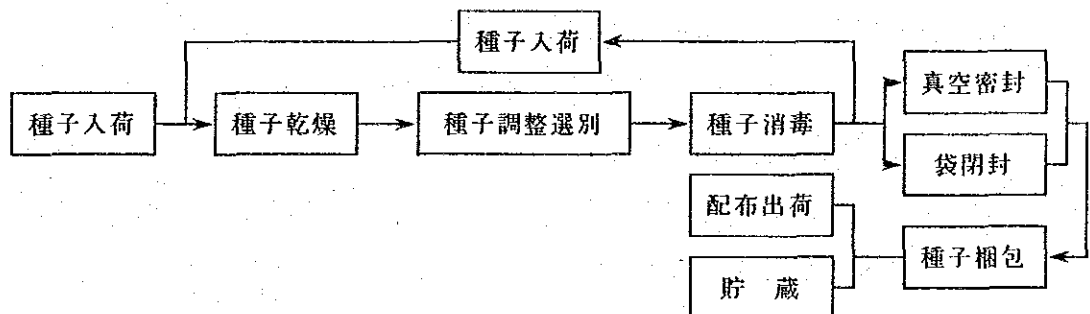 種子入荷
種子入荷
種子乾燥
種子調整選別
種子消毒
真空密封
袋閉封
配布出荷
種子梱包
貯 蔵